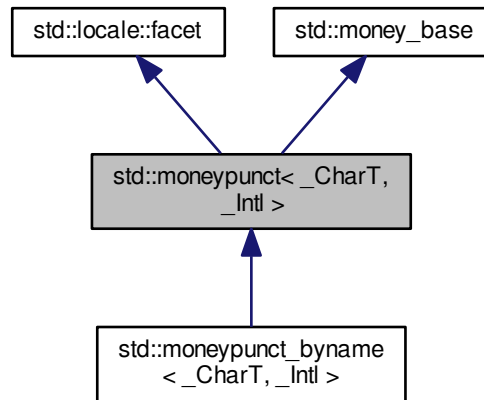 std::locale::facet
std::money_base
std::moneypunct< _CharT,
_Intl >
std::moneypunct_byname
< _CharT, _Intl >